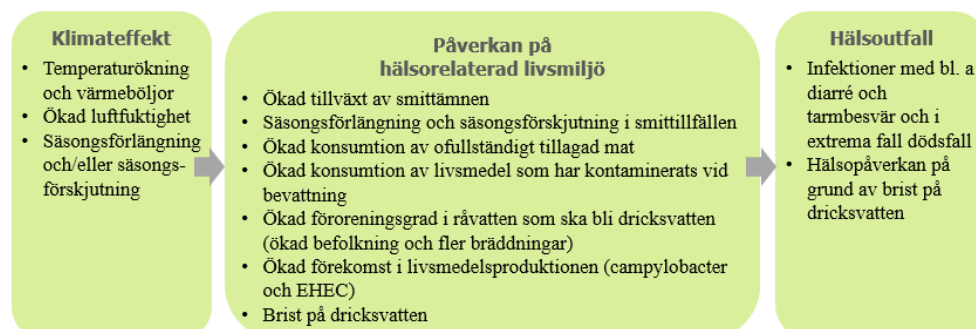 Klimateffekt
• Temperaturökning
och värmeböljor
• Ökad luftfuktighet
• Säsongsförlängning
och/eller säsongs-
förskjutning
Påverkan på
hälsorelaterad livsmiljö
• Ökad tillväxt av smittämnen
• Säsongsförlängning och säsongsförskjutning i smittillfällen
• Ökad konsumtion av ofullständigt tillagad mat
• Ökad konsumtion av livsmedel som har kontaminerats vid
bevattning
• Ökad föroreningsgrad i råvatten som ska bli dricksvatten
(ökad befolkning och fler bräddningar)
• Ökad förekomst i livsmedelsproduktionen (campylobacter
och EHEC)
• Brist på dricksvatten
Hälsoutfall
• Infektioner med bl. a
diarré och
tarmbesvär och i
extrema fall dödsfall
• Hälsopåverkan på
grund av brist på
dricksvatten